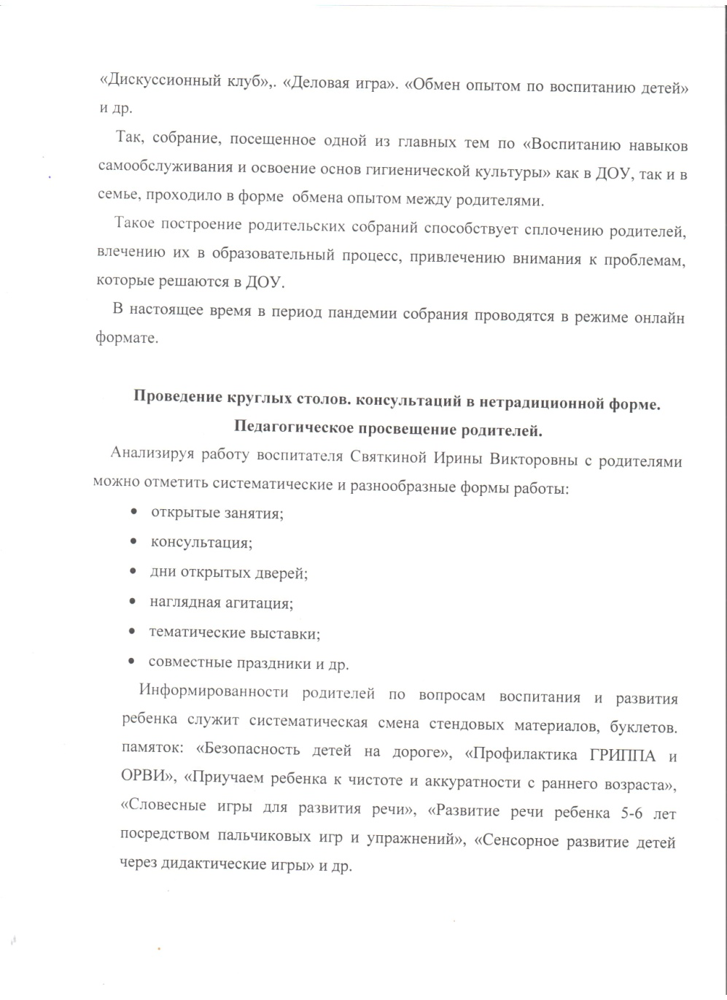 «Дискуссионный клуб»,. «Деловая игра». «Обмен опытом по воспитанию детей»
и др.
Так, собрание, посещенное одной из главных тем по «Воспитанию навыков
самообслуживания и освоение основ гигиенической культуры» как в ДОУ, так и в
семье, проходило в форме обмена опытом между родителями.
Такое построение родительских собраний способствует сплочению родителей,
влечению их в образовательный процесс, привлечению внимания к проблемам,
которые решаются в ДОУ.
В настоящее время в период пандемии собрания проводятся в режиме онлайн
формате.
Проведение круглых столов. консультаций в нетрадиционной форме.
Педагогическое просвещение родителей.
Анализируя работу воспитателя Святкиной Ирины Викторовны с родителями
можно отметить систематические и разнообразные формы работы:
• открытые занятия;
• консультация;
• дни открытых дверей;
• наглядная агитация;
• тематические выставки;
• совместные праздники и др.
Информированности родителей по вопросам воспитания и развития
ребенка служит систематическая смена стендовых материалов, буклетов.
памяток: «Безопасность детей на дороге», «Профилактика ГРИППА и
ОРВИ», «Приучаем ребенка к чистоте и аккуратности с раннего возраста»,
«Словесные игры для развития речи», «Развитие речи ребенка 5-6 лет
посредством пальчиковых игр и упражнений», «Сенсорное развитие детей
через дидактические игры» и др.